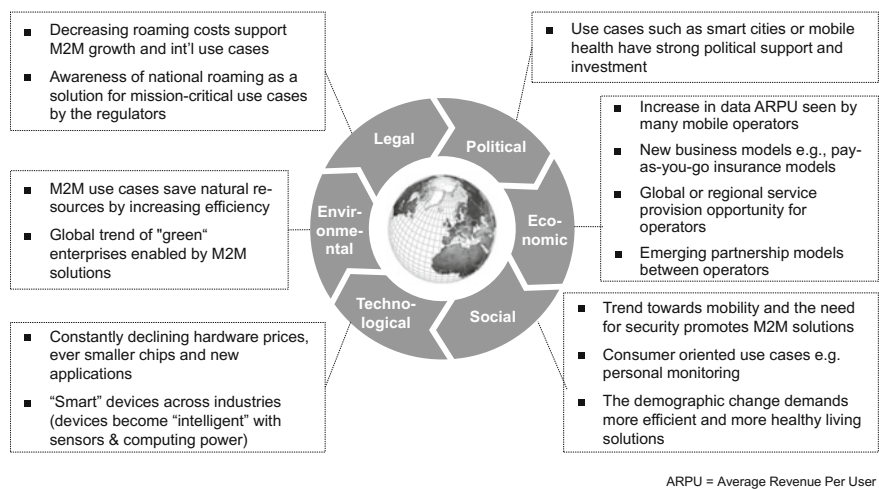 ■ Decreasing roaming costs support
M2M growth and int’l use cases
■ Awareness of national roaming as a
solution for mission-critical use cases
by the regulators
■ Use cases such as smart cities or mobile
health have strong political support and
investment
Legal
Political
■ Increase in data ARPU seen by
many mobile operators
■ New business models e.g., pay-
as-you-go insurance models
■ Global or regional service
provision opportunity for
operators
■ Emerging partnership models
between operators
■ M2M use cases save natural re-
sources by increasing efficiency
■ Global trend of "green“
enterprises enabled by M2M
solutions
Envir-
onme-
ntal
Eco-
nomic
Techno-
logical
Social
■ Constantly declining hardware prices,
ever smaller chips and new
applications
■ “Smart” devices across industries
(devices become “intelligent” with
sensors & computing power)
■ Trend towards mobility and the need
for security promotes M2M solutions
■ Consumer oriented use cases e.g.
personal monitoring
■ The demographic change demands
more efficient and more healthy living
solutions
ARPU = Average Revenue Per User